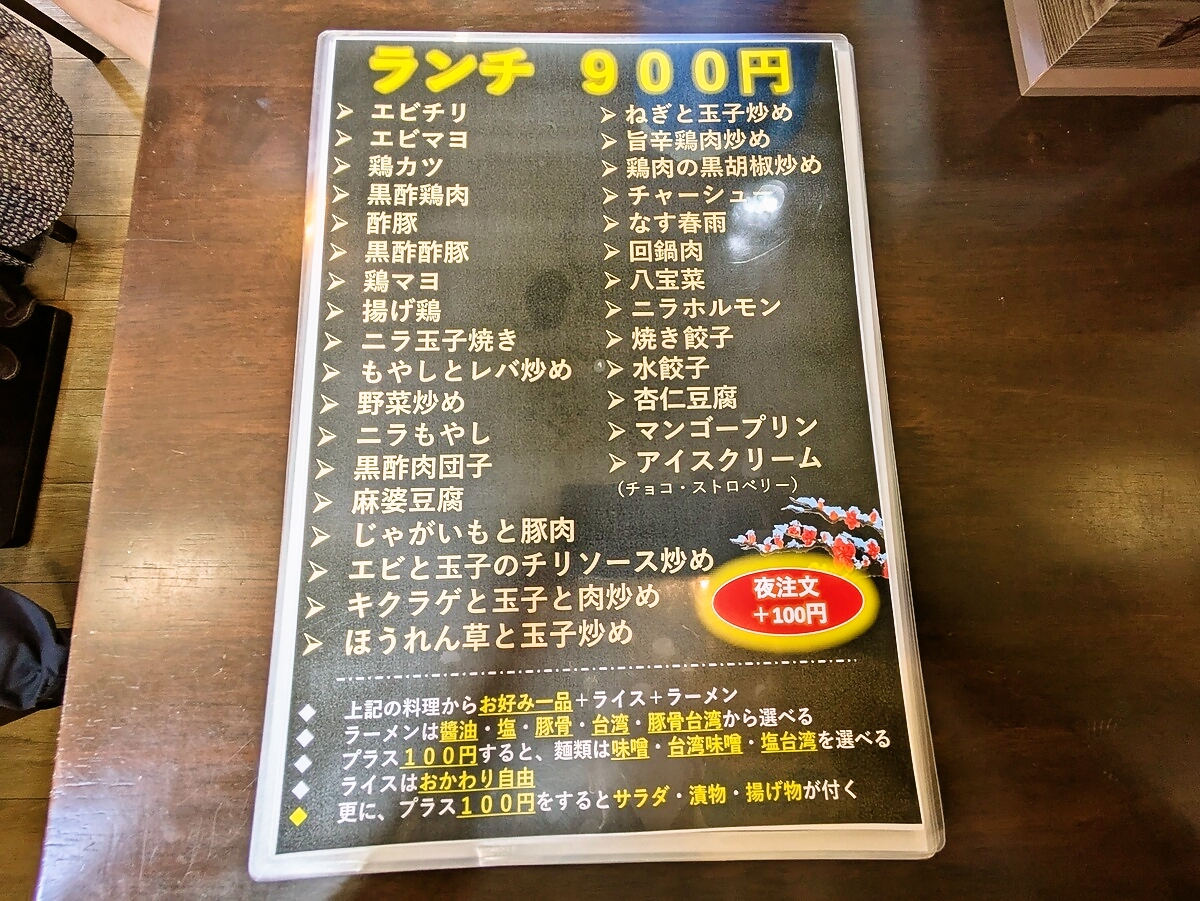 ランチ 900円
➢ エビチリ
➢ エビマヨ
➢ 鶏カツ
➢ 黒酢鶏肉
➢ 酢豚
➢ 黒酢酢豚
➢ 鶏マヨ
➢ 揚げ鶏
➢ ニラ玉子焼き
➢ もやしとレバ炒め
➢ 野菜炒め
➢ ニラもやし
➢ 黒酢肉団子
➢ 麻婆豆腐
➢ じゃがいもと豚肉
➢ エビと玉子のチリソース炒め
➢ キクラゲと玉子と肉炒め
➢ ほうれん草と玉子炒め
➢ ねぎと玉子炒め
➢ 旨辛鶏肉炒め
➢ 鶏肉の黒胡椒炒め
➢ チャーシュー
➢ なす春雨
➢ 回鍋肉
➢ 八宝菜
➢ ニラホルモン
➢ 焼き餃子
➢ 水餃子
➢ 杏仁豆腐
➢ マンゴープリン
➢ アイスクリーム
（チョコ・ストロベリー）
夜注文
＋100円
◆ 上記の料理からお好み一品＋ライス＋ラーメン
◆ ラーメンは醬油・塩・豚骨・台湾・豚骨台湾から選べる
◆ プラス１００円すると、麵類は味噌・台湾味噌・塩台湾を選べる
◆ ライスはおかわり自由
◆ 更に、プラス１００円をするとサラダ・漬物・揚げ物が付く